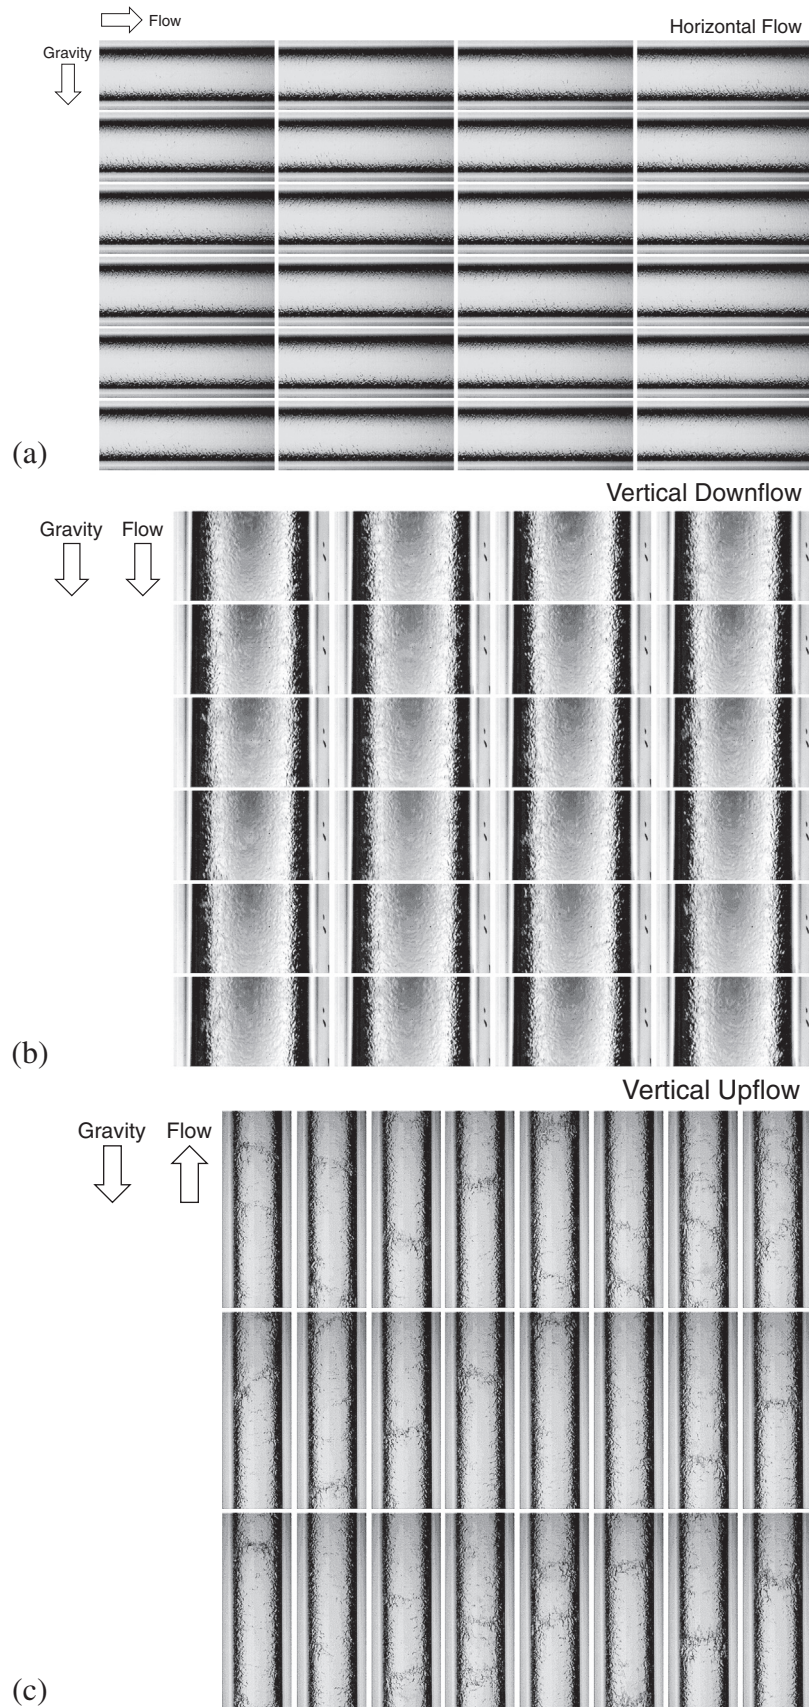 Flow
Horizontal Flow
Gravity
(a)
Vertical Downflow
Gravity Flow
(b)
Vertical Upflow
Gravity Flow
(c)